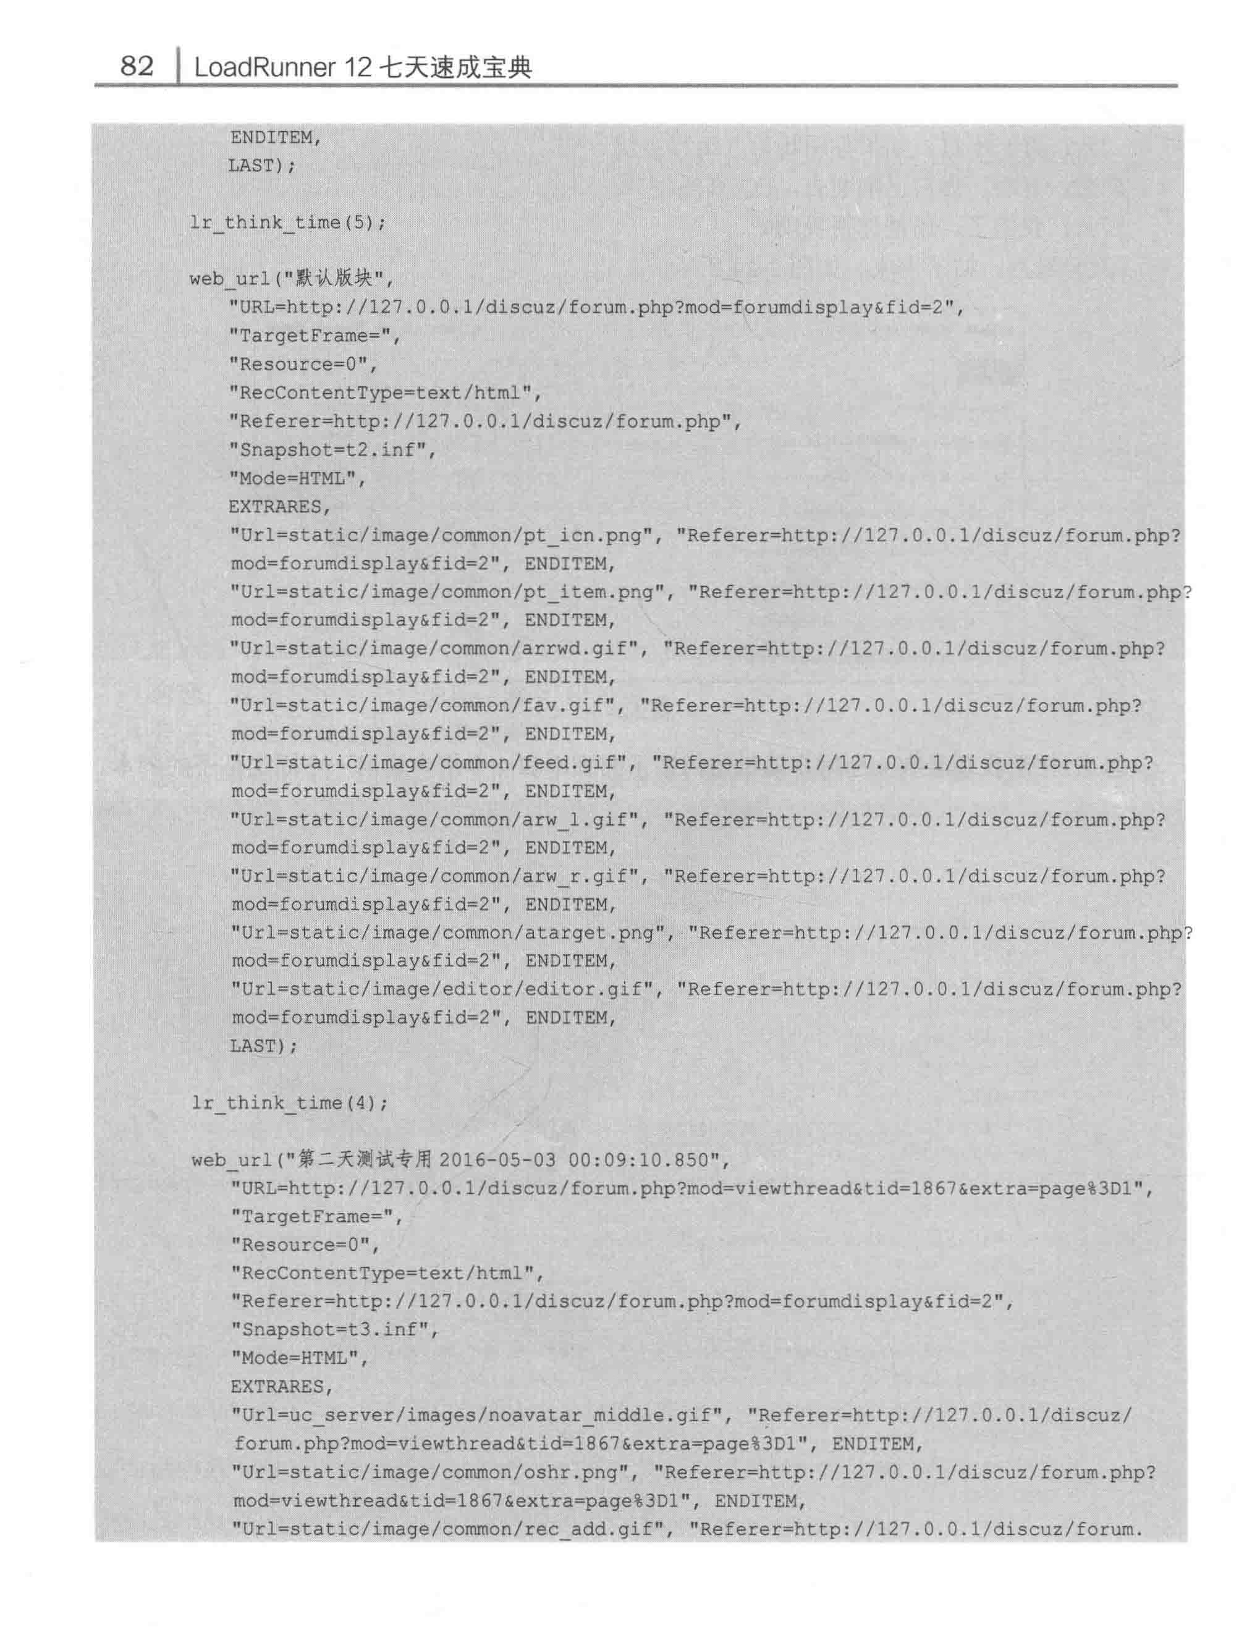 82 LoadRunner 12 七天速成宝典
ENDITEM,
LAST);
lr_think_time(5);
web_url("默认版块",
"URL=http://127.0.0.1/discuz/forum.php?mod=forumdisplay&fid=2",
"TargetFrame=",
"Resource=0",
"RecContentType=text/html",
"Referer=http://127.0.0.1/discuz/forum.php",
"Snapshot=t2.inf",
"Mode=HTML",
EXTRARES,
"Url=static/image/common/pt_icn.png", "Referer=http://127.0.0.1/discuz/forum.php?
mod=forumdisplay&fid=2", ENDITEM,
"Url=static/image/common/pt_item.png", "Referer=http://127.0.0.1/discuz/forum.php?
mod=forumdisplay&fid=2", ENDITEM,
"Url=static/image/common/arrwd.gif", "Referer=http://127.0.0.1/discuz/forum.php?
mod=forumdisplay&fid=2", ENDITEM,
"Url=static/image/common/fav.gif", "Referer=http://127.0.0.1/discuz/forum.php?
mod=forumdisplay&fid=2", ENDITEM,
"Url=static/image/common/feed.gif", "Referer=http://127.0.0.1/discuz/forum.php?
mod=forumdisplay&fid=2", ENDITEM,
"Url=static/image/common/arw_l.gif", "Referer=http://127.0.0.1/discuz/forum.php?
mod=forumdisplay&fid=2", ENDITEM,
"Url=static/image/common/arw_r.gif", "Referer=http://127.0.0.1/discuz/forum.php?
mod=forumdisplay&fid=2", ENDITEM,
"Url=static/image/common/atarget.png", "Referer=http://127.0.0.1/discuz/forum.php?
mod=forumdisplay&fid=2", ENDITEM,
"Url=static/image/editor/editor.gif", "Referer=http://127.0.0.1/discuz/forum.php?
mod=forumdisplay&fid=2", ENDITEM,
LAST);
lr_think_time(4);
web_url("第二天测试专用 2016-05-03 00:09:10.850",
"URL=http://127.0.0.1/discuz/forum.php?mod=viewthread&tid=1867&extra=page%3D1",
"TargetFrame=",
"Resource=0",
"RecContentType=text/html",
"Referer=http://127.0.0.1/discuz/forum.php?mod=forumdisplay&fid=2",
"Snapshot=t3.inf",
"Mode=HTML",
EXTRARES,
"Url=uc_server/images/noavatar_middle.gif", "Referer=http://127.0.0.1/discuz/
forum.php?mod=viewthread&tid=1867&extra=page%3D1", ENDITEM,
"Url=static/image/common/oshr.png", "Referer=http://127.0.0.1/discuz/forum.php?
mod=viewthread&tid=1867&extra=page%3D1", ENDITEM,
"Url=static/image/common/rec_add.gif", "Referer=http://127.0.0.1/discuz/forum.